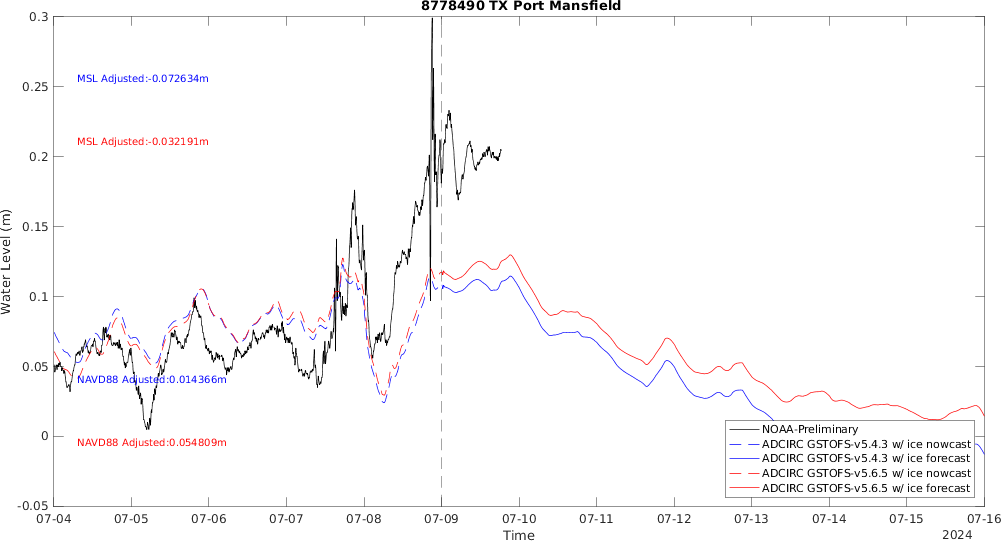 8778490 TX Port Mansfield
0.3
0.25
0.2
0.15
0.1
0.05
0
-0.05
Water Level (m)
MSL Adjusted:-0.072634m
MSL Adjusted:-0.032191m
NAVD88 Adjusted:0.014366m
NAVD88 Adjusted:0.054809m
NOAA-Preliminary
ADCIRC GSTOFS-v5.4.3 w/ ice nowcast
ADCIRC GSTOFS-v5.4.3 w/ ice forecast
ADCIRC GSTOFS-v5.6.5 w/ ice nowcast
ADCIRC GSTOFS-v5.6.5 w/ ice forecast
07-04 07-05 07-06 07-07 07-08 07-09 07-10 07-11 07-12 07-13 07-14 07-15 07-16
Time
2024